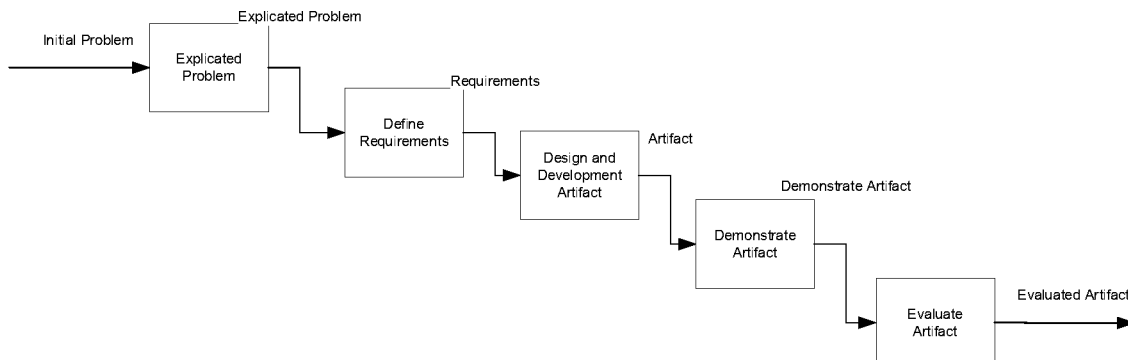 Explicated Problem
Initial Problem
Explicated
Problem
Requirements
Define
Requirements
Artifact
Design and
Development
Artifact
Demonstrate Artifact
Demonstrate
Artifact
Evaluated Artifact
Evaluate
Artifact